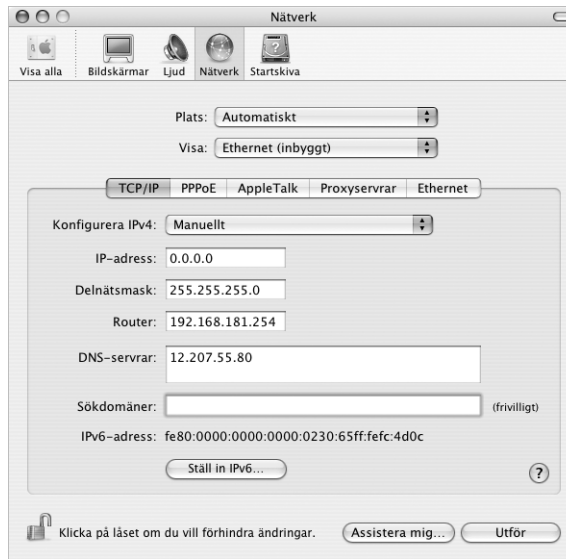 Nätverk
Visa alla Bildskärmar Ljud Nätverk Startskiva
Plats: Automatiskt
Visa: Ethernet (inbyggt)
TCP/IP PPPoE AppleTalk Proxyservrar Ethernet
Konfigurera IPv4: Manuellt
IP-adress: 0.0.0.0
Delnätsmask: 255.255.255.0
Router: 192.168.181.254
DNS-servrar: 12.207.55.80
Sökdomäner: (frivilligt)
IPv6-adress: fe80:0000:0000:0000:0230:65ff:fefc:4d0c
Ställ in IPv6...
?
Klicka på låset om du vill förhindra ändringar. Assistera mig... Utför